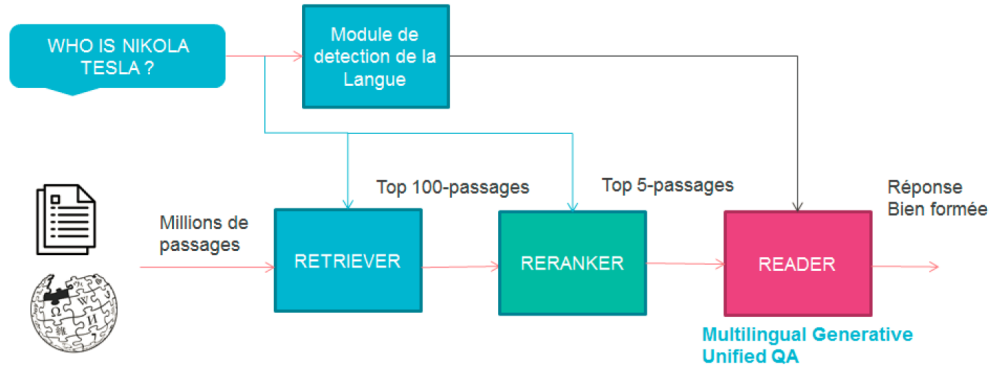 WHO IS NIKOLA
TESLA ?
Module de
detection de la
Langue
Top 100-passages
Top 5-passages
Réponse
Bien formée
Millions de
passages
RETRIEVER
RERANKER
READER
Multilingual Generative
Unified QA